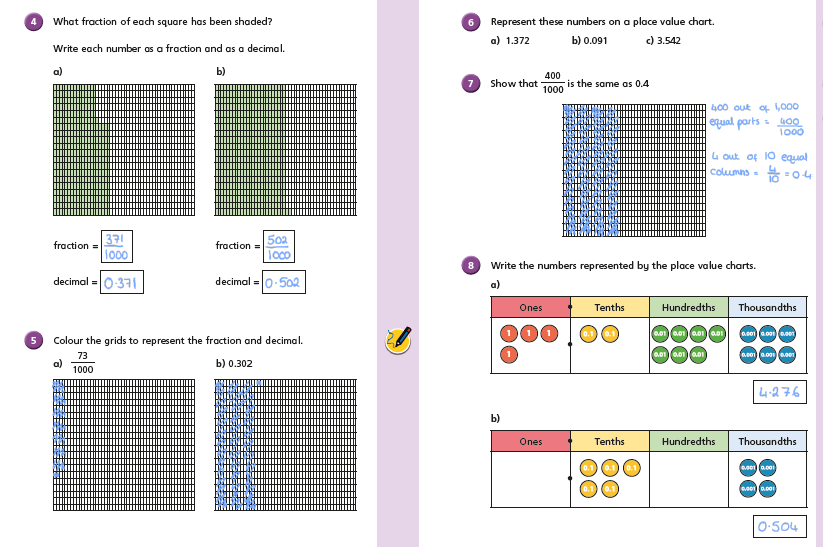 4 What fraction of each square has been shaded?
Write each number as a fraction and as a decimal.
a) b)
fraction = 371/1000 fraction = 502/1000
decimal = 0.371 decimal = 0.502
5 Colour the grids to represent the fraction and decimal.
a) 73/1000 b) 0.302
6 Represent these numbers on a place value chart.
a) 1.372 b) 0.091 c) 3.542
7 Show that 400/1000 is the same as 0.4
400 out of 1,000
equal parts = 400/1000
4 out of 10 equal
columns = 4/10 = 0.4
8 Write the numbers represented by the place value charts.
a)
Ones Tenths Hundredths Thousandths
1 1 1 0.1 0.1 0.01 0.01 0.01 0.01 0.001 0.001 0.001
1 0.01 0.01 0.01 0.001 0.001 0.001
4.276
b)
Ones Tenths Hundredths Thousandths
0.1 0.1 0.1 0.001 0.001
0.1 0.1 0.001 0.001
0.504